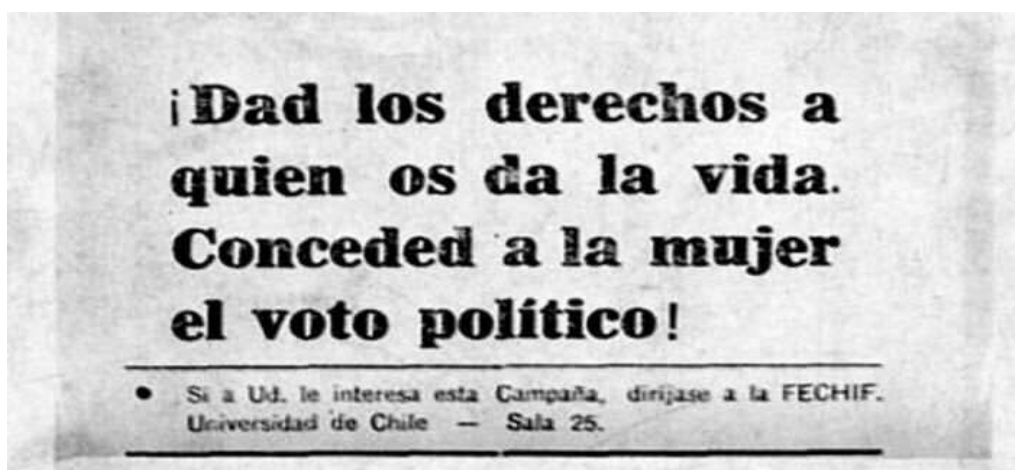 ¡Dad los derechos a
quien os da la vida.
Conceded a la mujer
el voto político!
• Si a Ud. le interesa esta Campaña, diríjase a la FECHIF.
Universidad de Chile — Sala 25.